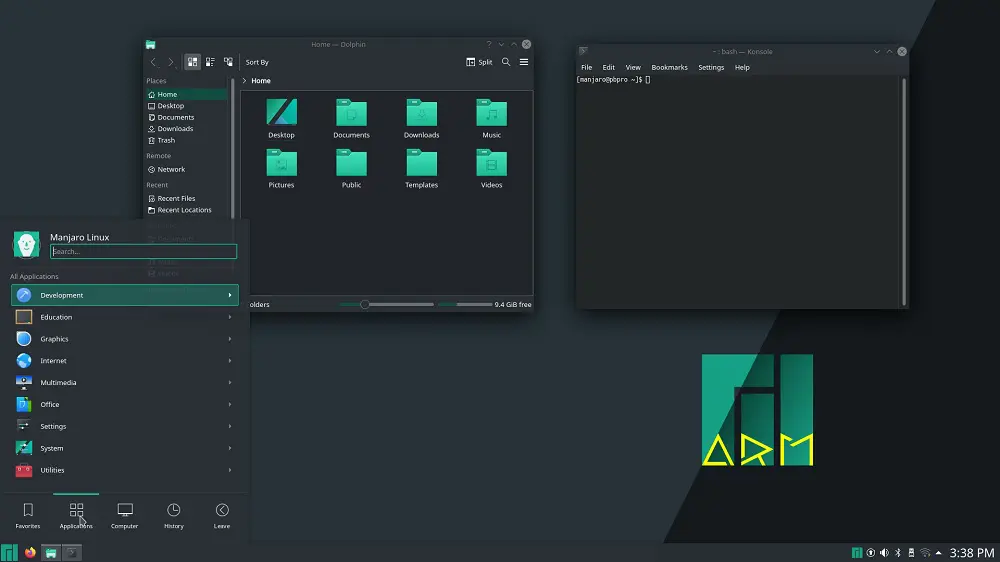 Home — Dolphin
?
Sort By
Split
Places
Home
Home
Desktop
Documents
Downloads
Trash
Remote
Network
Recent
Recent Files
Recent Locations
Desktop
Documents
Downloads
Music
Pictures
Public
Templates
Videos
olders
9.4 GiB free
~ : bash — Konsole
File Edit View Bookmarks Settings Help
[manjaro@pbpro ~]$
Manjaro Linux
Search...
All Applications
Development
Education
Graphics
Internet
Multimedia
Office
Settings
System
Utilities
Favorites
Applications
Computer
History
Leave
ARM
3:38 PM